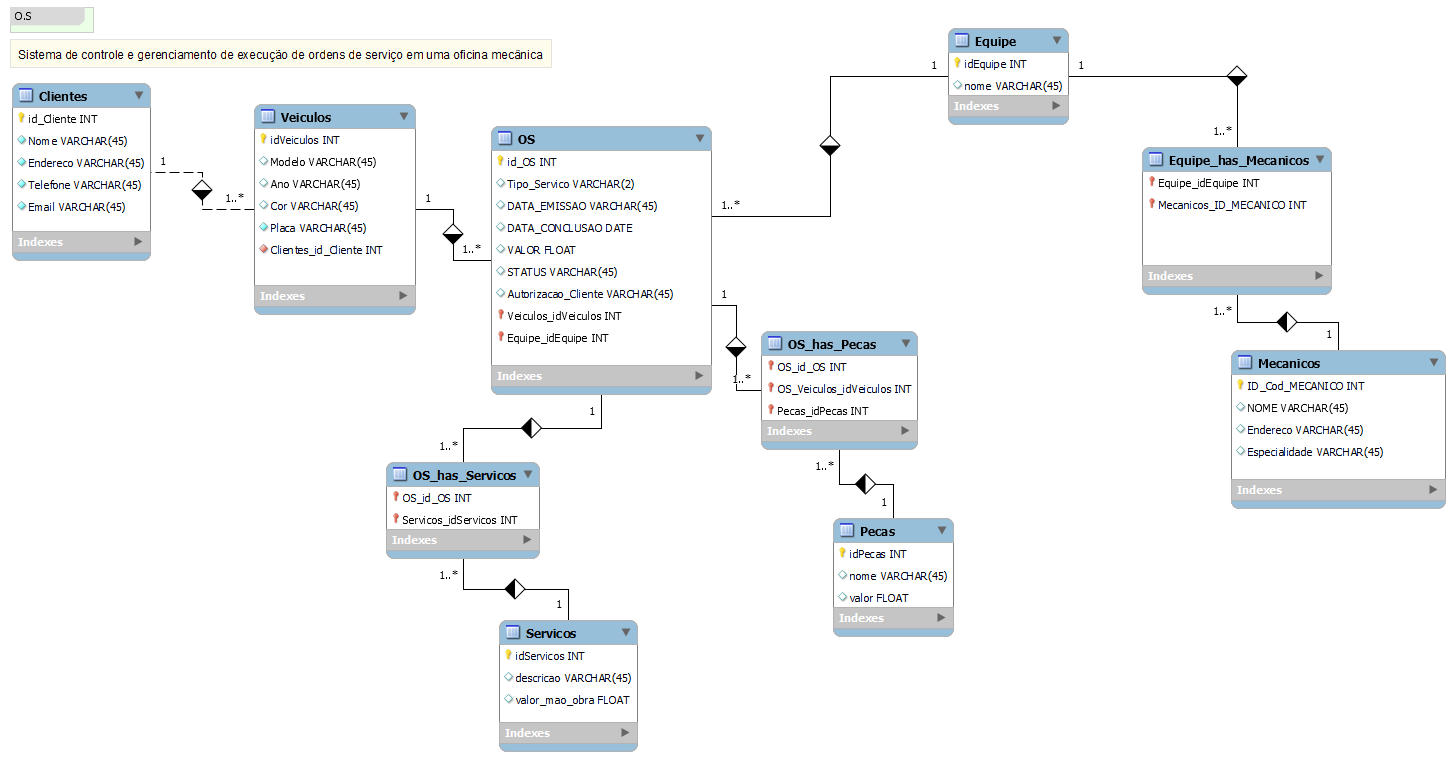 O.S
Sistema de controle e gerenciamento de execução de ordens de serviço em uma oficina mecânica
Clientes
id_Cliente INT
Nome VARCHAR(45)
Endereco VARCHAR(45)
Telefone VARCHAR(45)
Email VARCHAR(45)
Indexes
1
1..*
Veiculos
idVeiculos INT
Modelo VARCHAR(45)
Ano VARCHAR(45)
Cor VARCHAR(45)
Placa VARCHAR(45)
Clientes_id_Cliente INT
Indexes
1
1..*
OS
id_OS INT
Tipo_Servico VARCHAR(2)
DATA_EMISSAO VARCHAR(45)
DATA_CONCLUSAO DATE
VALOR FLOAT
STATUS VARCHAR(45)
Autorizacao_Cliente VARCHAR(45)
Veiculos_idVeiculos INT
Equipe_idEquipe INT
Indexes
1..*
1
Equipe
idEquipe INT
nome VARCHAR(45)
Indexes
1
1..*
Equipe_has_Mecanicos
Equipe_idEquipe INT
Mecanicos_ID_MECANICO INT
Indexes
1..*
1
Mecanicos
ID_Cod_MECANICO INT
NOME VARCHAR(45)
Endereco VARCHAR(45)
Especialidade VARCHAR(45)
Indexes
1
1..*
OS_has_Pecas
OS_id_OS INT
OS_Veiculos_idVeiculos INT
Pecas_idPecas INT
Indexes
1..*
1
Pecas
idPecas INT
nome VARCHAR(45)
valor FLOAT
Indexes
1
1..*
OS_has_Servicos
OS_id_OS INT
Servicos_idServicos INT
Indexes
1..*
1
Servicos
idServicos INT
descricao VARCHAR(45)
valor_mao_obra FLOAT
Indexes